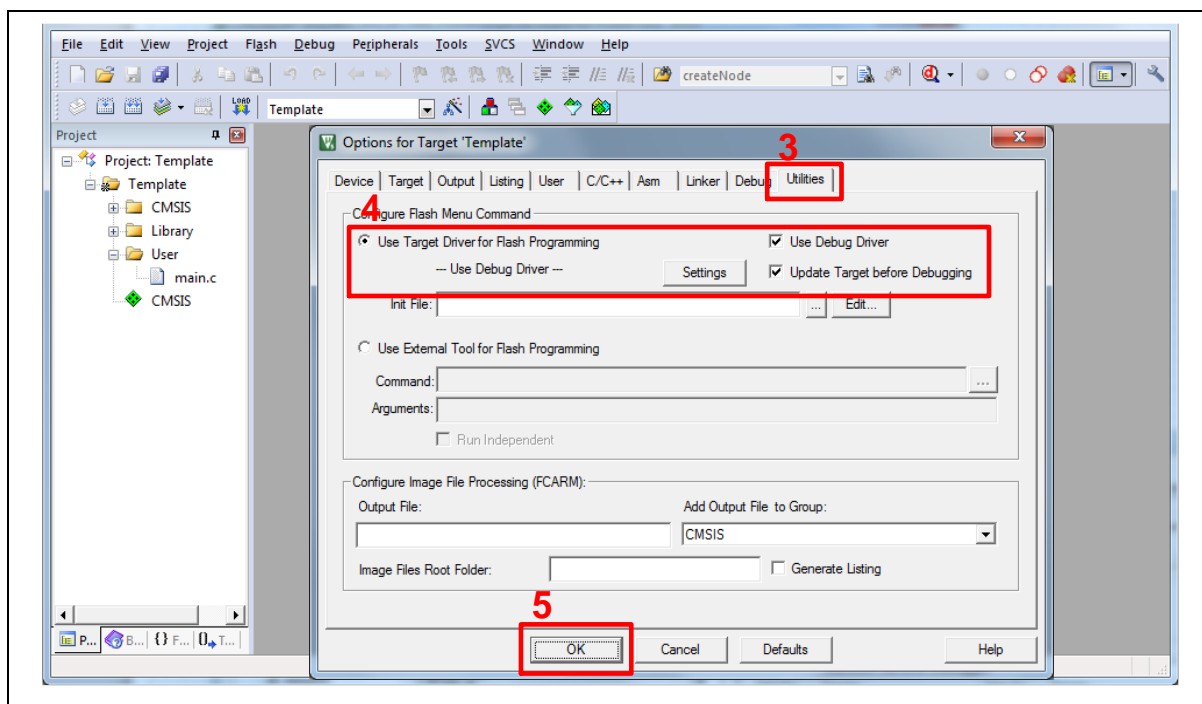 File Edit View Project Flash Debug Peripherals Tools SVCS Window Help
createNode
LOAD Template
Project
Project: Template
Template
CMSIS
Library
User
main.c
CMSIS
P... B... {} F... 0 T...
Options for Target 'Template'
3
Device Target Output Listing User C/C++ Asm Linker Debug Utilities
4
Configure Flash Menu Command
Use Target Driver for Flash Programming Use Debug Driver
--- Use Debug Driver --- Settings Update Target before Debugging
Init File: ... Edit...
Use External Tool for Flash Programming
Command: ...
Arguments:
Run Independent
Configure Image File Processing (FCARM):
Output File: Add Output File to Group:
CMSIS
Image Files Root Folder: Generate Listing
5
OK Cancel Defaults Help